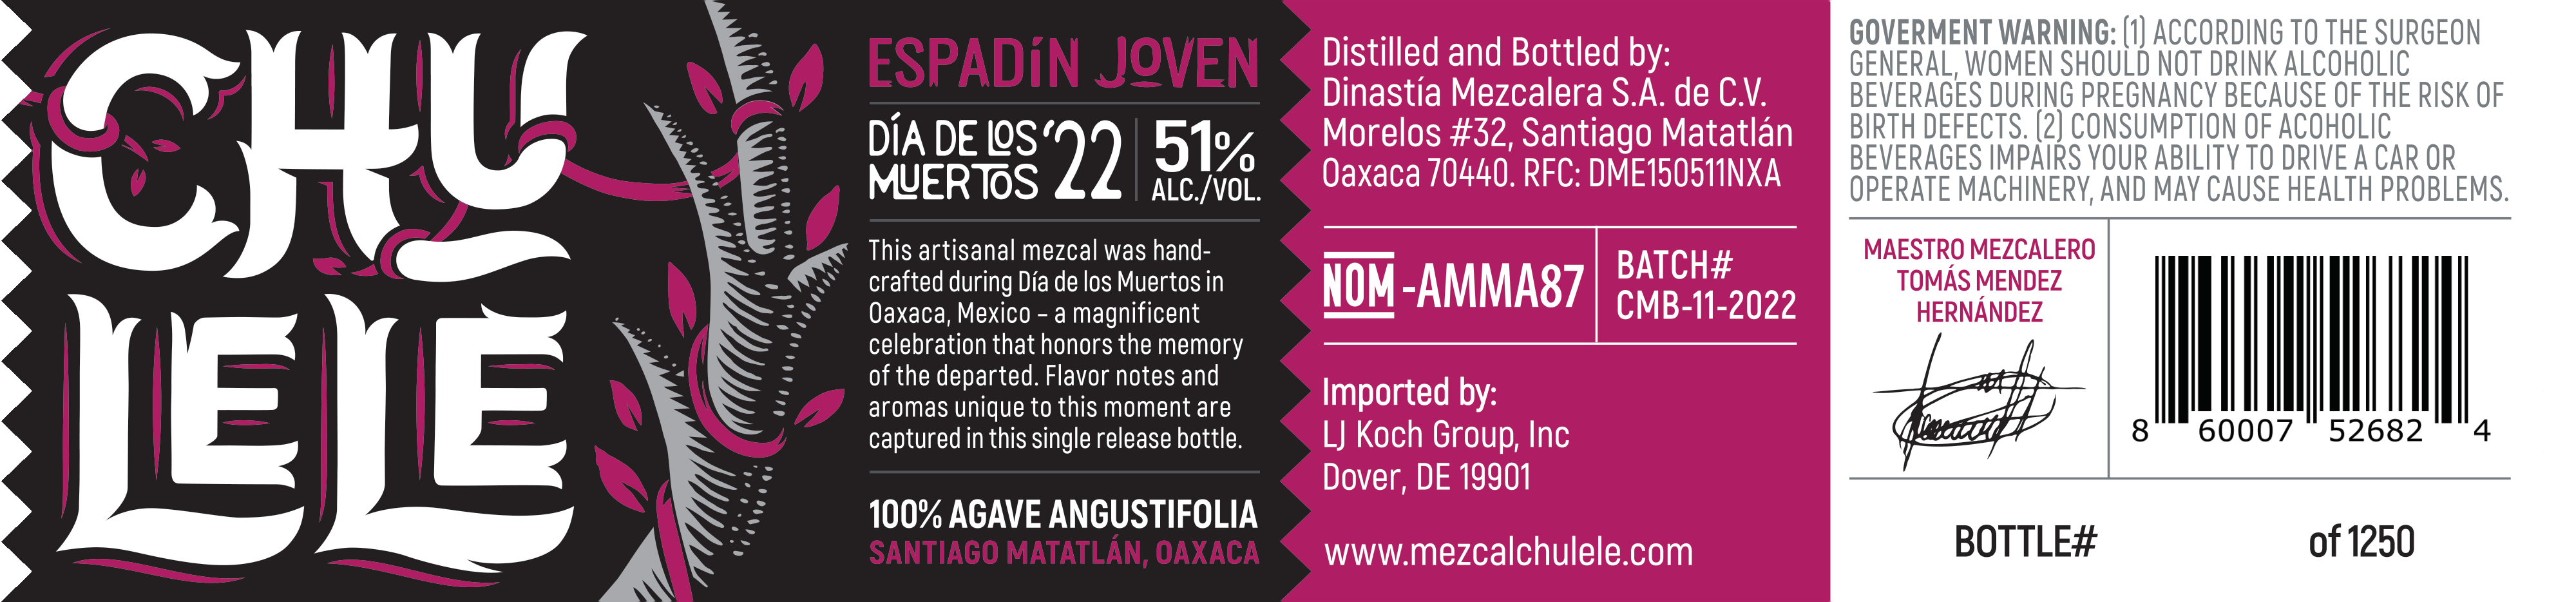 CHU
LELE
ESPADÍN JOVEN
DÍA DE LOS
MUERTOS '22
51%
ALC./VOL.
This artisanal mezcal was hand-
crafted during Día de los Muertos in
Oaxaca, Mexico – a magnificent
celebration that honors the memory
of the departed. Flavor notes and
aromas unique to this moment are
captured in this single release bottle.
100% AGAVE ANGUSTIFOLIA
SANTIAGO MATATLÁN, OAXACA
Distilled and Bottled by:
Dinastía Mezcalera S.A. de C.V.
Morelos #32, Santiago Matatlán
Oaxaca 70440. RFC: DME150511NXA
NOM-AMMA87
BATCH#
CMB-11-2022
Imported by:
LJ Koch Group, Inc
Dover, DE 19901
www.mezcalchulele.com
GOVERMENT WARNING: (1) ACCORDING TO THE SURGEON
GENERAL, WOMEN SHOULD NOT DRINK ALCOHOLIC
BEVERAGES DURING PREGNANCY BECAUSE OF THE RISK OF
BIRTH DEFECTS. (2) CONSUMPTION OF ACOHOLIC
BEVERAGES IMPAIRS YOUR ABILITY TO DRIVE A CAR OR
OPERATE MACHINERY, AND MAY CAUSE HEALTH PROBLEMS.
MAESTRO MEZCALERO
TOMÁS MENDEZ
HERNÁNDEZ
8 60007 52682 4
BOTTLE# of 1250